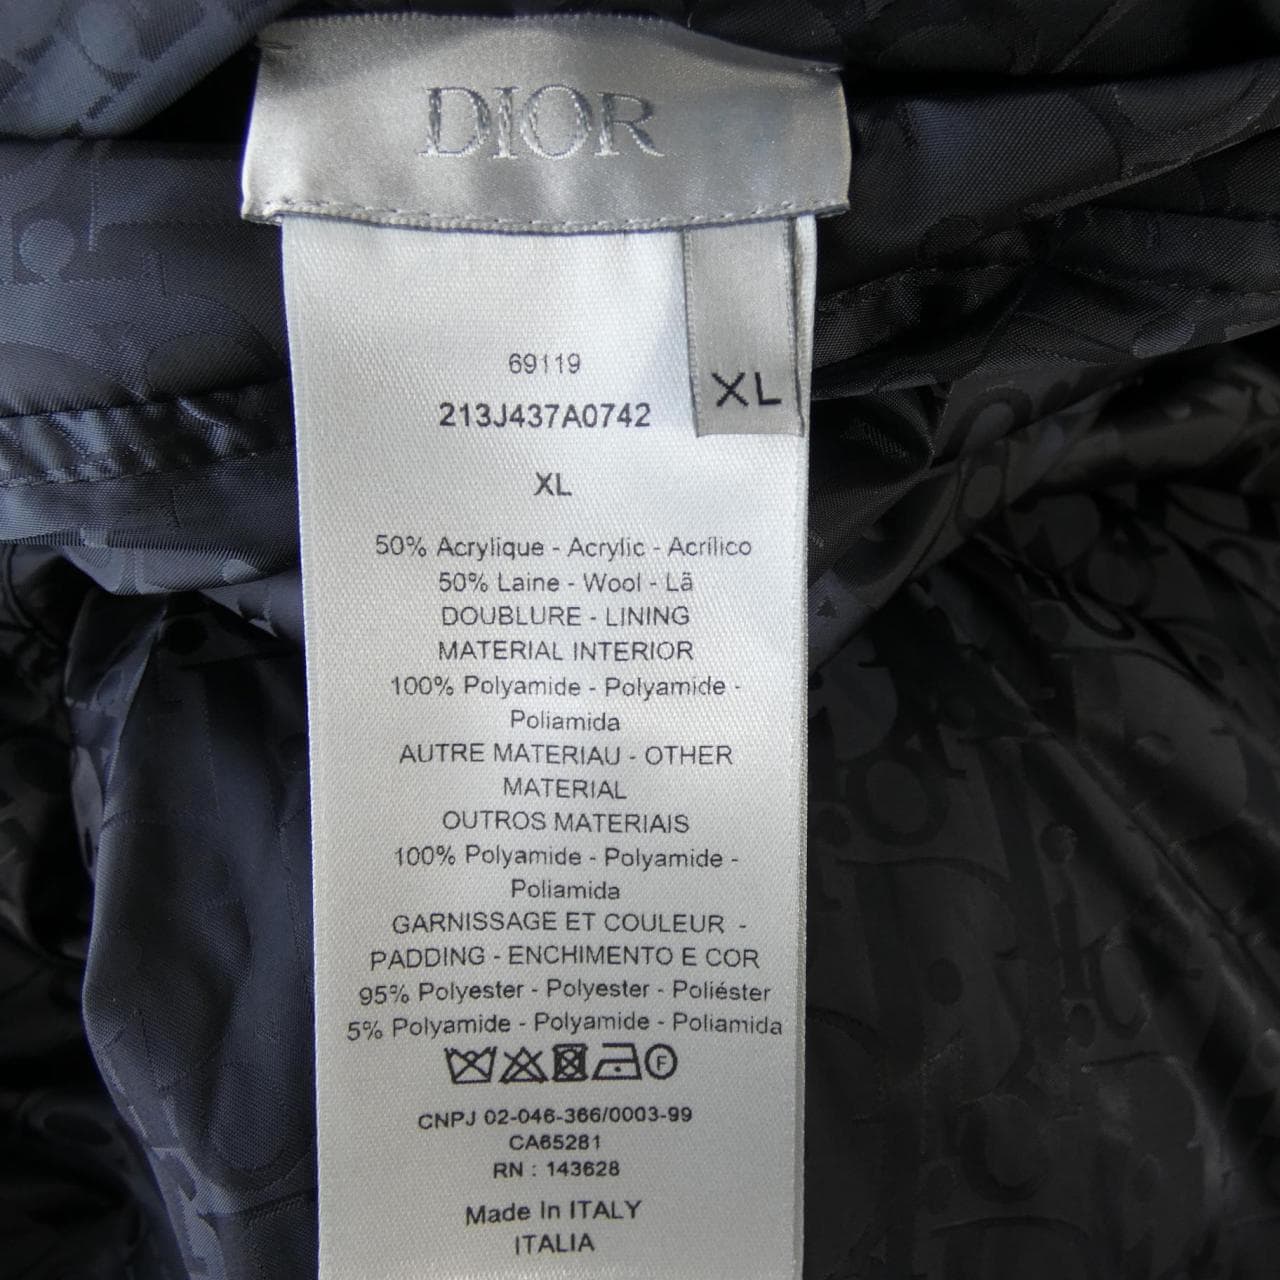 DIOR
69119
213J437A0742
XL
XL
50% Acrylique - Acrylic - Acrílico
50% Laine - Wool - Lã
DOUBLURE - LINING
MATERIAL INTERIOR
100% Polyamide - Polyamide -
Poliamida
AUTRE MATERIAU - OTHER
MATERIAL
OUTROS MATERIAIS
100% Polyamide - Polyamide -
Poliamida
GARNISSAGE ET COULEUR -
PADDING - ENCHIMENTO E COR
95% Polyester - Polyester - Poliéster
5% Polyamide - Polyamide - Poliamida
F
CNPJ 02-046-366/0003-99
CA65281
RN : 143628
Made In ITALY
ITALIA